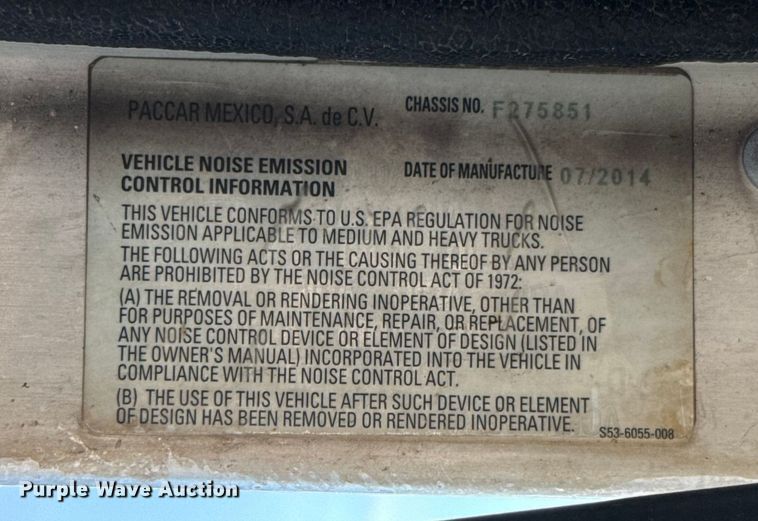 PACCAR MEXICO, S.A. de C.V.
CHASSIS NO. F275851
VEHICLE NOISE EMISSION
CONTROL INFORMATION
DATE OF MANUFACTURE 07/2014
THIS VEHICLE CONFORMS TO U.S. EPA REGULATION FOR NOISE
EMISSION APPLICABLE TO MEDIUM AND HEAVY TRUCKS.
THE FOLLOWING ACTS OR THE CAUSING THEREOF BY ANY PERSON
ARE PROHIBITED BY THE NOISE CONTROL ACT OF 1972:
(A) THE REMOVAL OR RENDERING INOPERATIVE, OTHER THAN
FOR PURPOSES OF MAINTENANCE, REPAIR, OR REPLACEMENT, OF
ANY NOISE CONTROL DEVICE OR ELEMENT OF DESIGN (LISTED IN
THE OWNER'S MANUAL) INCORPORATED INTO THE VEHICLE IN
COMPLIANCE WITH THE NOISE CONTROL ACT.
(B) THE USE OF THIS VEHICLE AFTER SUCH DEVICE OR ELEMENT
OF DESIGN HAS BEEN REMOVED OR RENDERED INOPERATIVE.
S53-6055-008
Purple Wave Auction